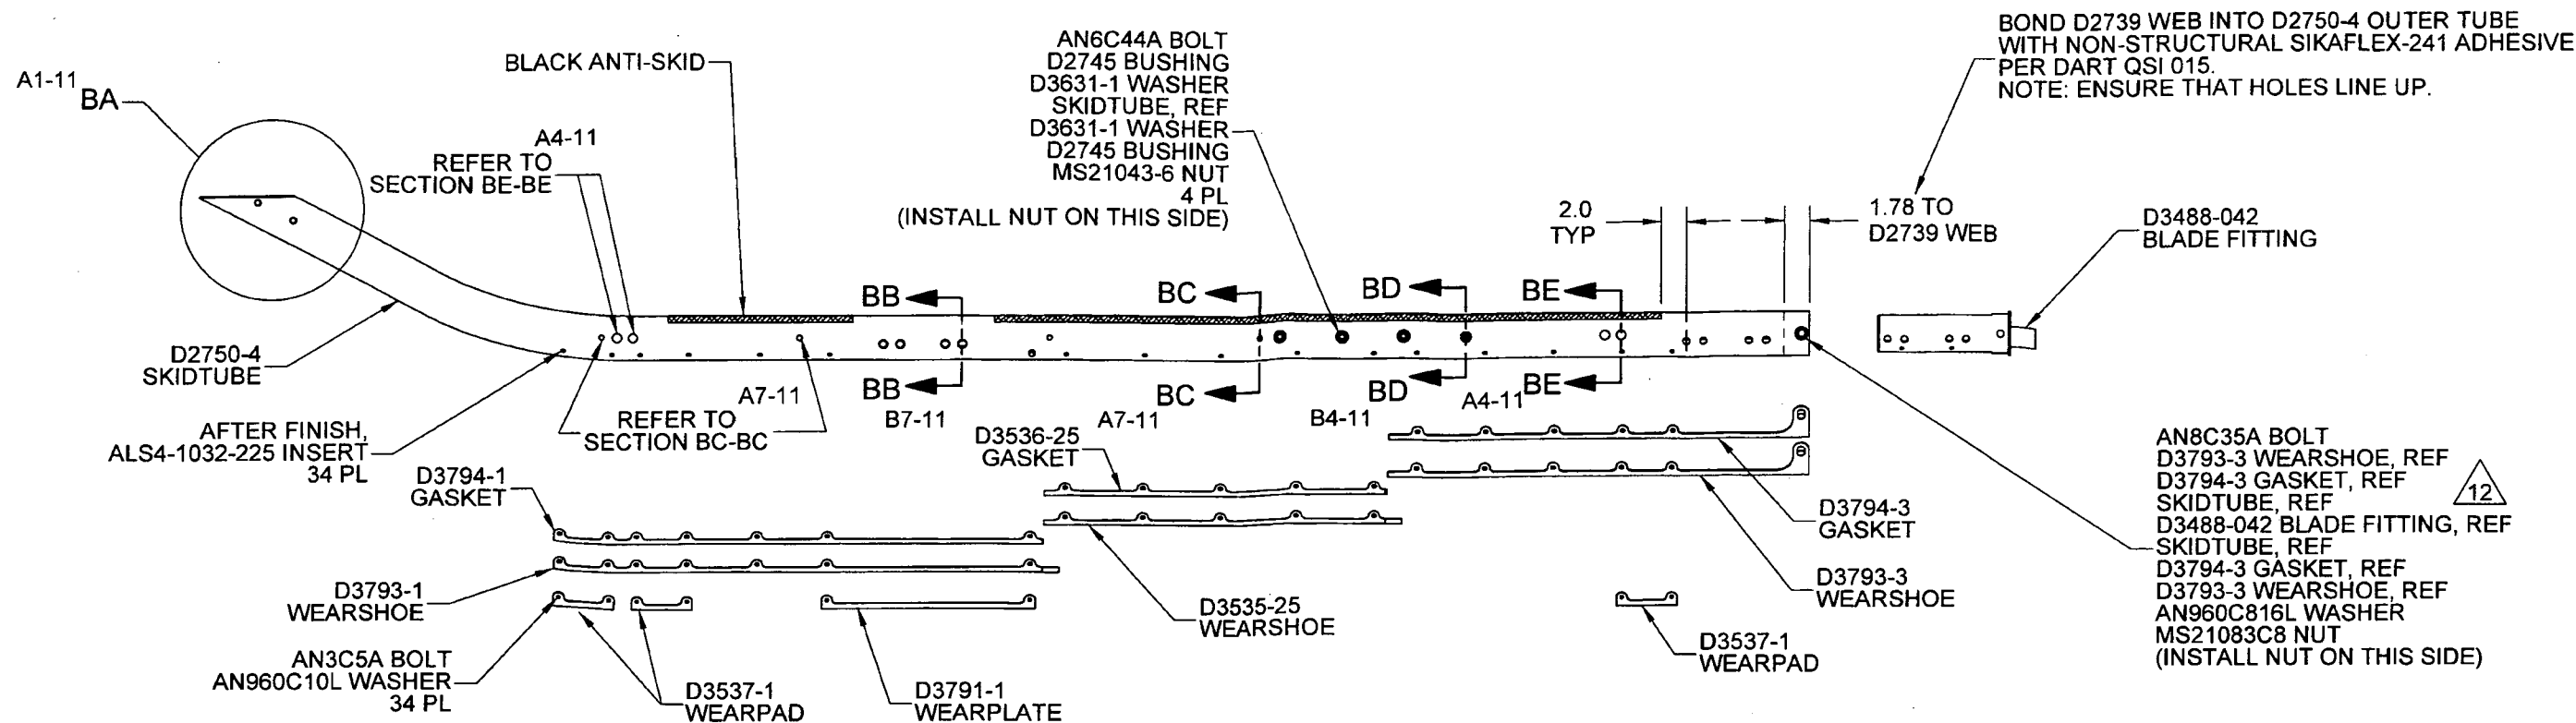 A1-11
BA
BLACK ANTI-SKID
A4-11
REFER TO
SECTION BE-BE
AN6C44A BOLT
D2745 BUSHING
D3631-1 WASHER
SKIDTUBE, REF
D3631-1 WASHER
D2745 BUSHING
MS21043-6 NUT
4 PL
(INSTALL NUT ON THIS SIDE)
BOND D2739 WEB INTO D2750-4 OUTER TUBE
WITH NON-STRUCTURAL SIKAFLEX-241 ADHESIVE
PER DART QSI 015.
NOTE: ENSURE THAT HOLES LINE UP.
2.0
TYP
1.78 TO
D2739 WEB
D3488-042
BLADE FITTING
BB
BC
BD
BE
D2750-4
SKIDTUBE
BB
BC
BD
BE
A7-11
REFER TO
SECTION BC-BC
B7-11
A7-11
B4-11
A4-11
AFTER FINISH,
ALS4-1032-225 INSERT
34 PL
D3794-1
GASKET
D3536-25
GASKET
D3794-3
GASKET
D3793-1
WEARSHOE
D3535-25
WEARSHOE
D3793-3
WEARSHOE
AN3C5A BOLT
AN960C10L WASHER
34 PL
D3537-1
WEARPAD
D3791-1
WEARPLATE
D3537-1
WEARPAD
AN8C35A BOLT
D3793-3 WEARSHOE, REF
D3794-3 GASKET, REF
SKIDTUBE, REF
D3488-042 BLADE FITTING, REF
SKIDTUBE, REF
D3794-3 GASKET, REF
D3793-3 WEARSHOE, REF
AN960C816L WASHER
MS21083C8 NUT
(INSTALL NUT ON THIS SIDE)
12